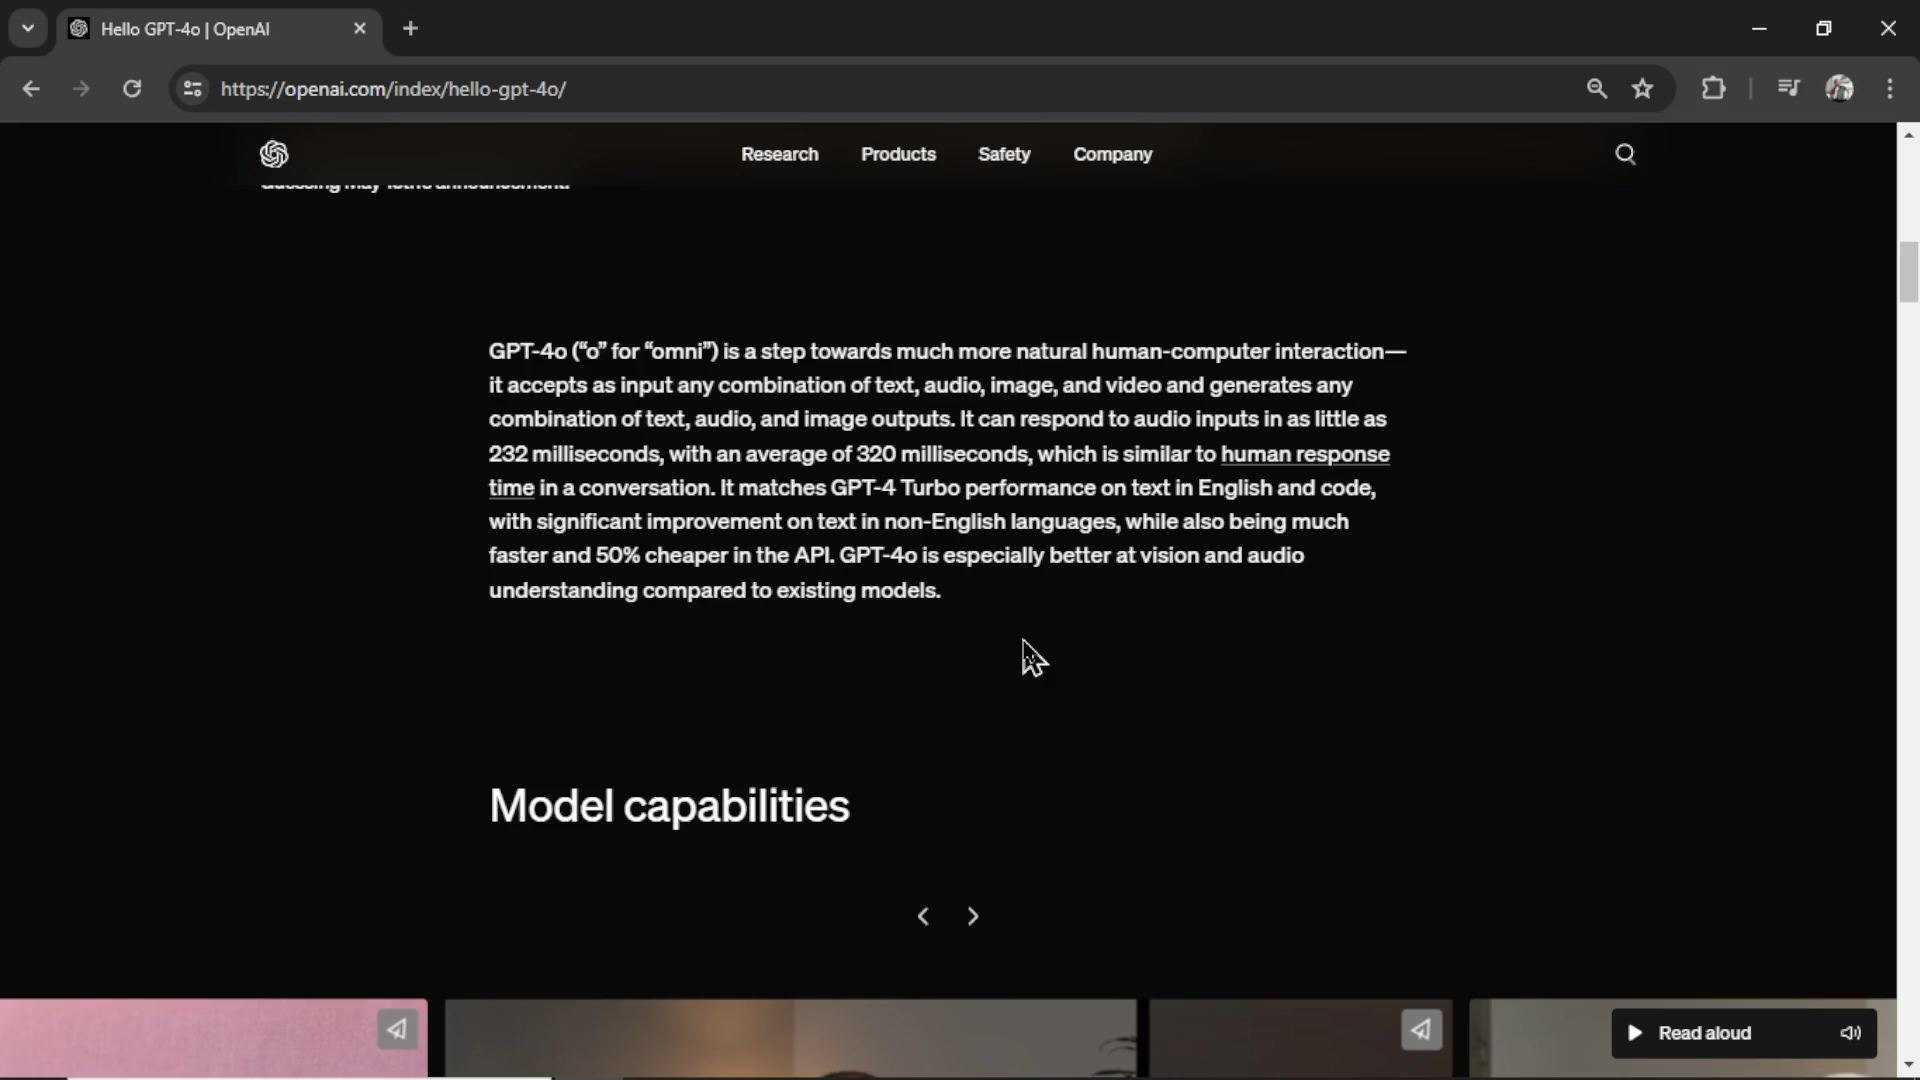 Hello GPT-4o | OpenAI
https://openai.com/index/hello-gpt-4o/
Research Products Safety Company
Guessing May 13th's announcement.
GPT-4o (“o” for “omni”) is a step towards much more natural human-computer interaction—
it accepts as input any combination of text, audio, image, and video and generates any
combination of text, audio, and image outputs. It can respond to audio inputs in as little as
232 milliseconds, with an average of 320 milliseconds, which is similar to human response
time in a conversation. It matches GPT-4 Turbo performance on text in English and code,
with significant improvement on text in non-English languages, while also being much
faster and 50% cheaper in the API. GPT-4o is especially better at vision and audio
understanding compared to existing models.
Model capabilities
Read aloud